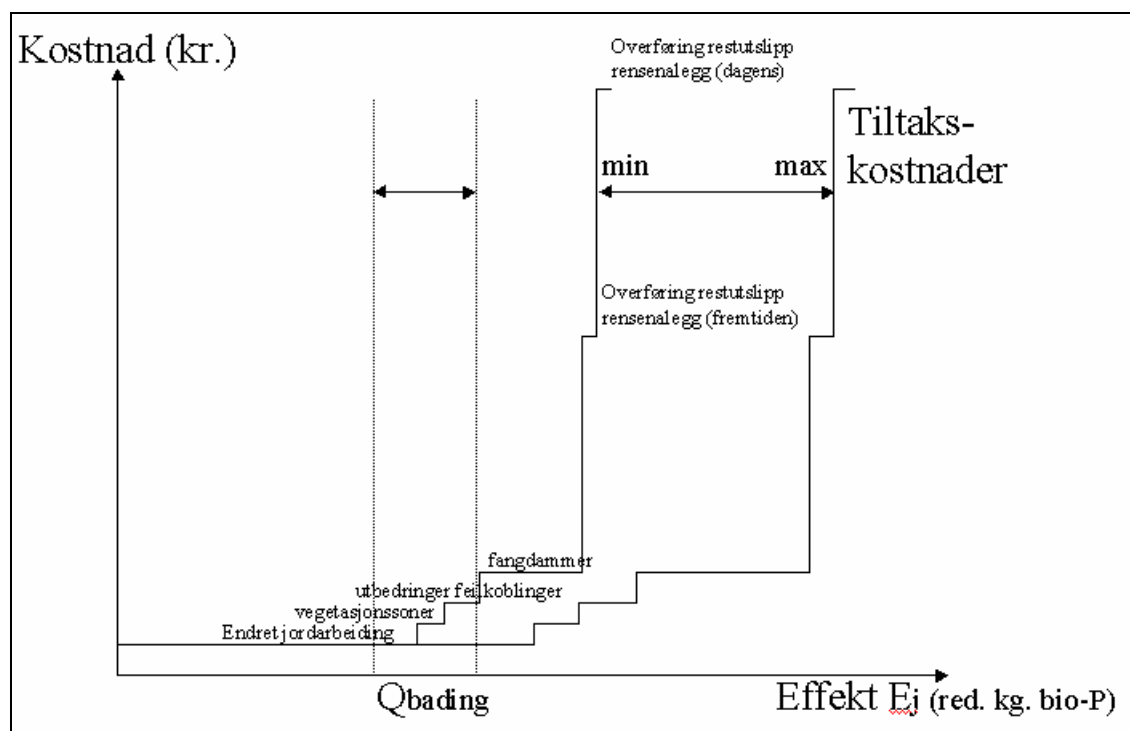 Kostnad (kr.)
Overføring restutslipp
rensenalegg (dagens)
Tiltaks-
kostnader
min
max
Overføring restutslipp
rensenalegg (fremtiden)
fangdammer
utbedringer feilkoblinger
vegetasjonssoner
Endret jordarbeiding
Qbading
Effekt Ej (red. kg. bio-P)